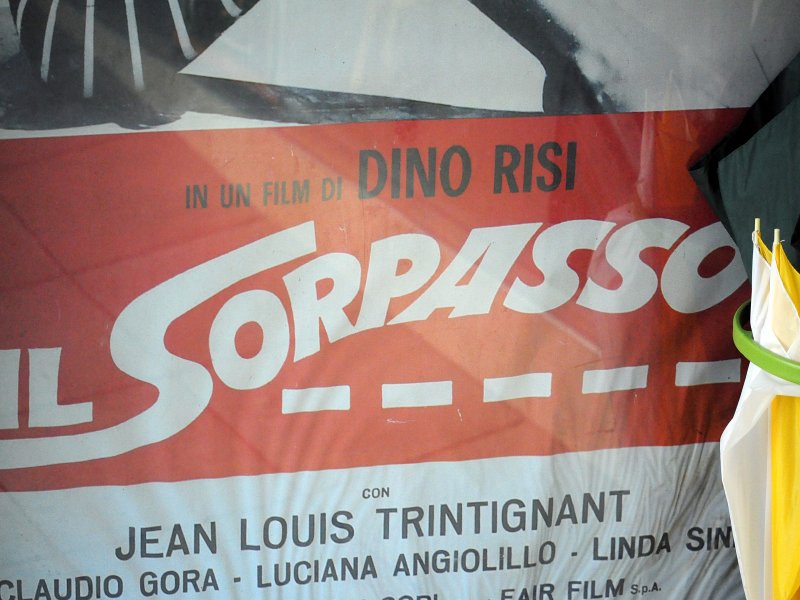 IN UN FILM DI DINO RISI
IL SORPASSO
CON
JEAN LOUIS TRINTIGNANT
CLAUDIO GORA - LUCIANA ANGIOLILLO - LINDA
FAIR FILM S.p.A.